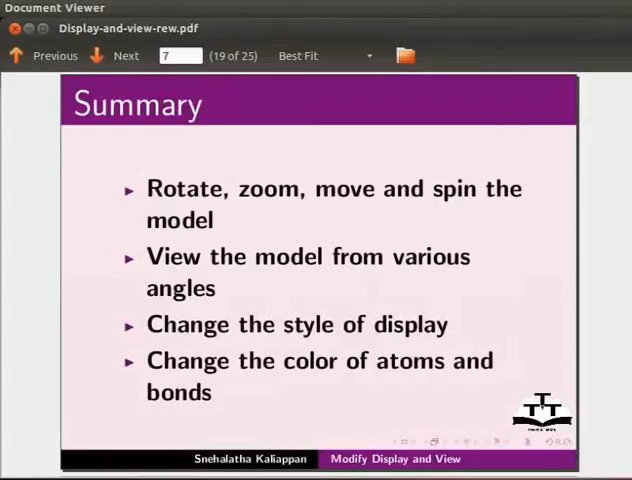 Document Viewer
Display-and-view-rew.pdf
Previous Next 7 (19 of 25) Best Fit
Summary
Rotate, zoom, move and spin the
model
View the model from various
angles
Change the style of display
Change the color of atoms and
bonds
Snehalatha Kaliappan Modify Display and View